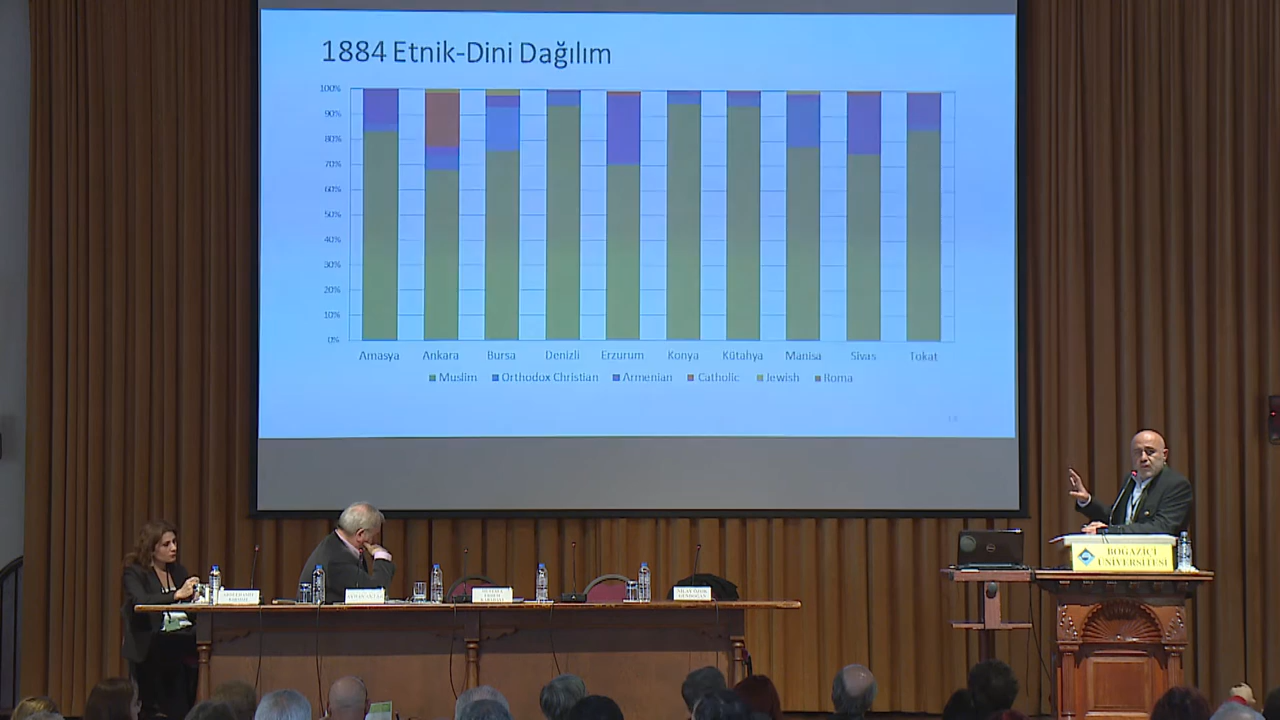 1884 Etnik-Dini Dağılım
100%
90%
80%
70%
60%
50%
40%
30%
20%
10%
0%
Amasya Ankara Bursa Denizli Erzurum Konya Kütahya Manisa Sivas Tokat
Muslim Orthodox Christian Armenian Catholic Jewish Roma
BOĞAZİÇİ
ÜNİVERSİTESİ